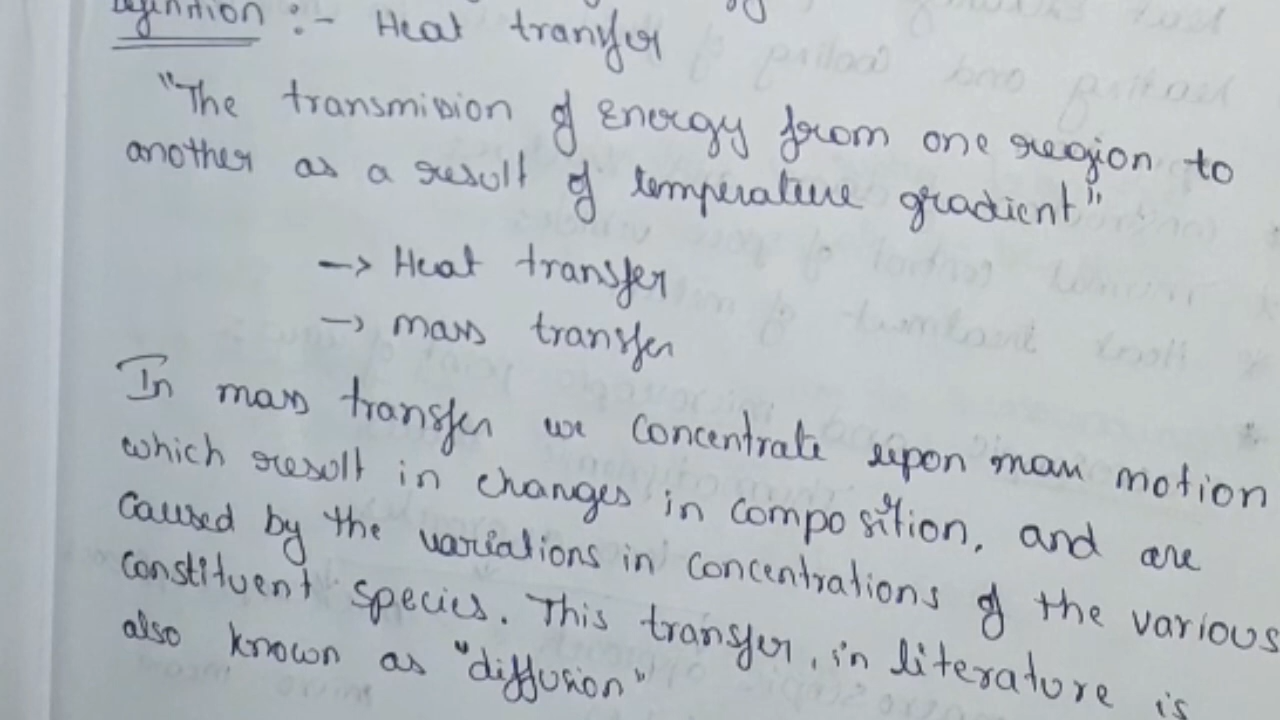 Definition :- Heat transfer
"The transmission of Energy from one region to
another as a result of temperature gradient"
-> Heat transfer
-> mass transfer
In mass transfer we concentrate upon mass motion
which result in changes in composition, and are
caused by the variations in concentrations of the various
constituent species. This transfer, in literature is
also known as "diffusion"